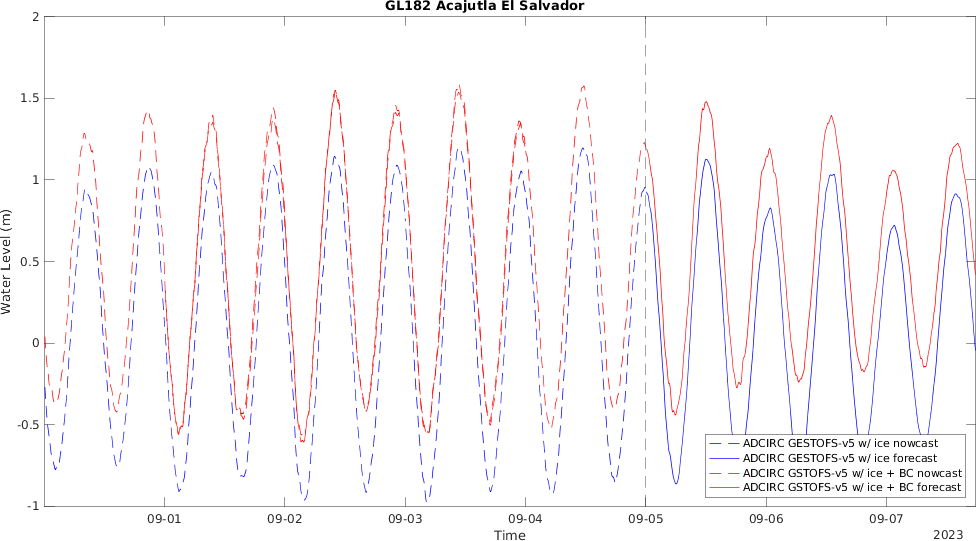 GL182 Acajutla El Salvador
Water Level (m)
2
1.5
1
0.5
0
-0.5
-1
09-01 09-02 09-03 09-04 09-05 09-06 09-07
Time
2023
ADCIRC GESTOFS-v5 w/ ice nowcast
ADCIRC GESTOFS-v5 w/ ice forecast
ADCIRC GSTOFS-v5 w/ ice + BC nowcast
ADCIRC GSTOFS-v5 w/ ice + BC forecast